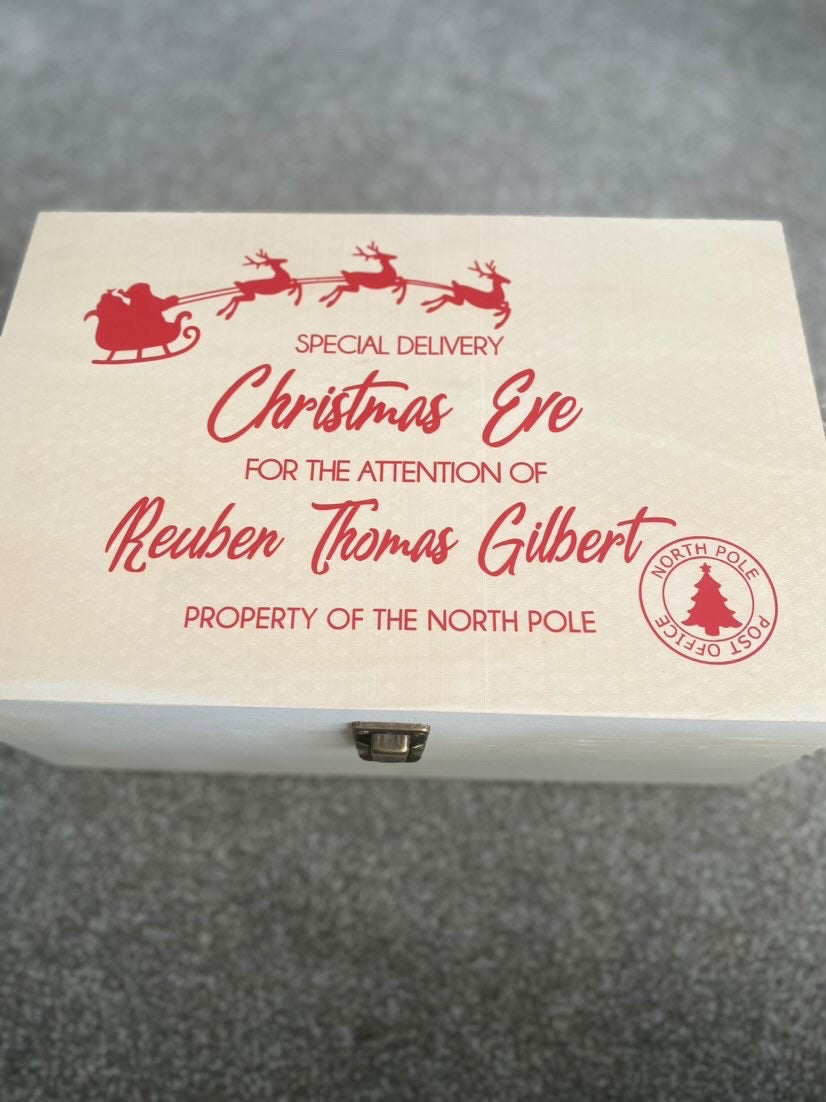 SPECIAL DELIVERY
Christmas Eve
FOR THE ATTENTION OF
Reuben Thomas Gilbert
PROPERTY OF THE NORTH POLE
NORTH POLE
POST OFFICE